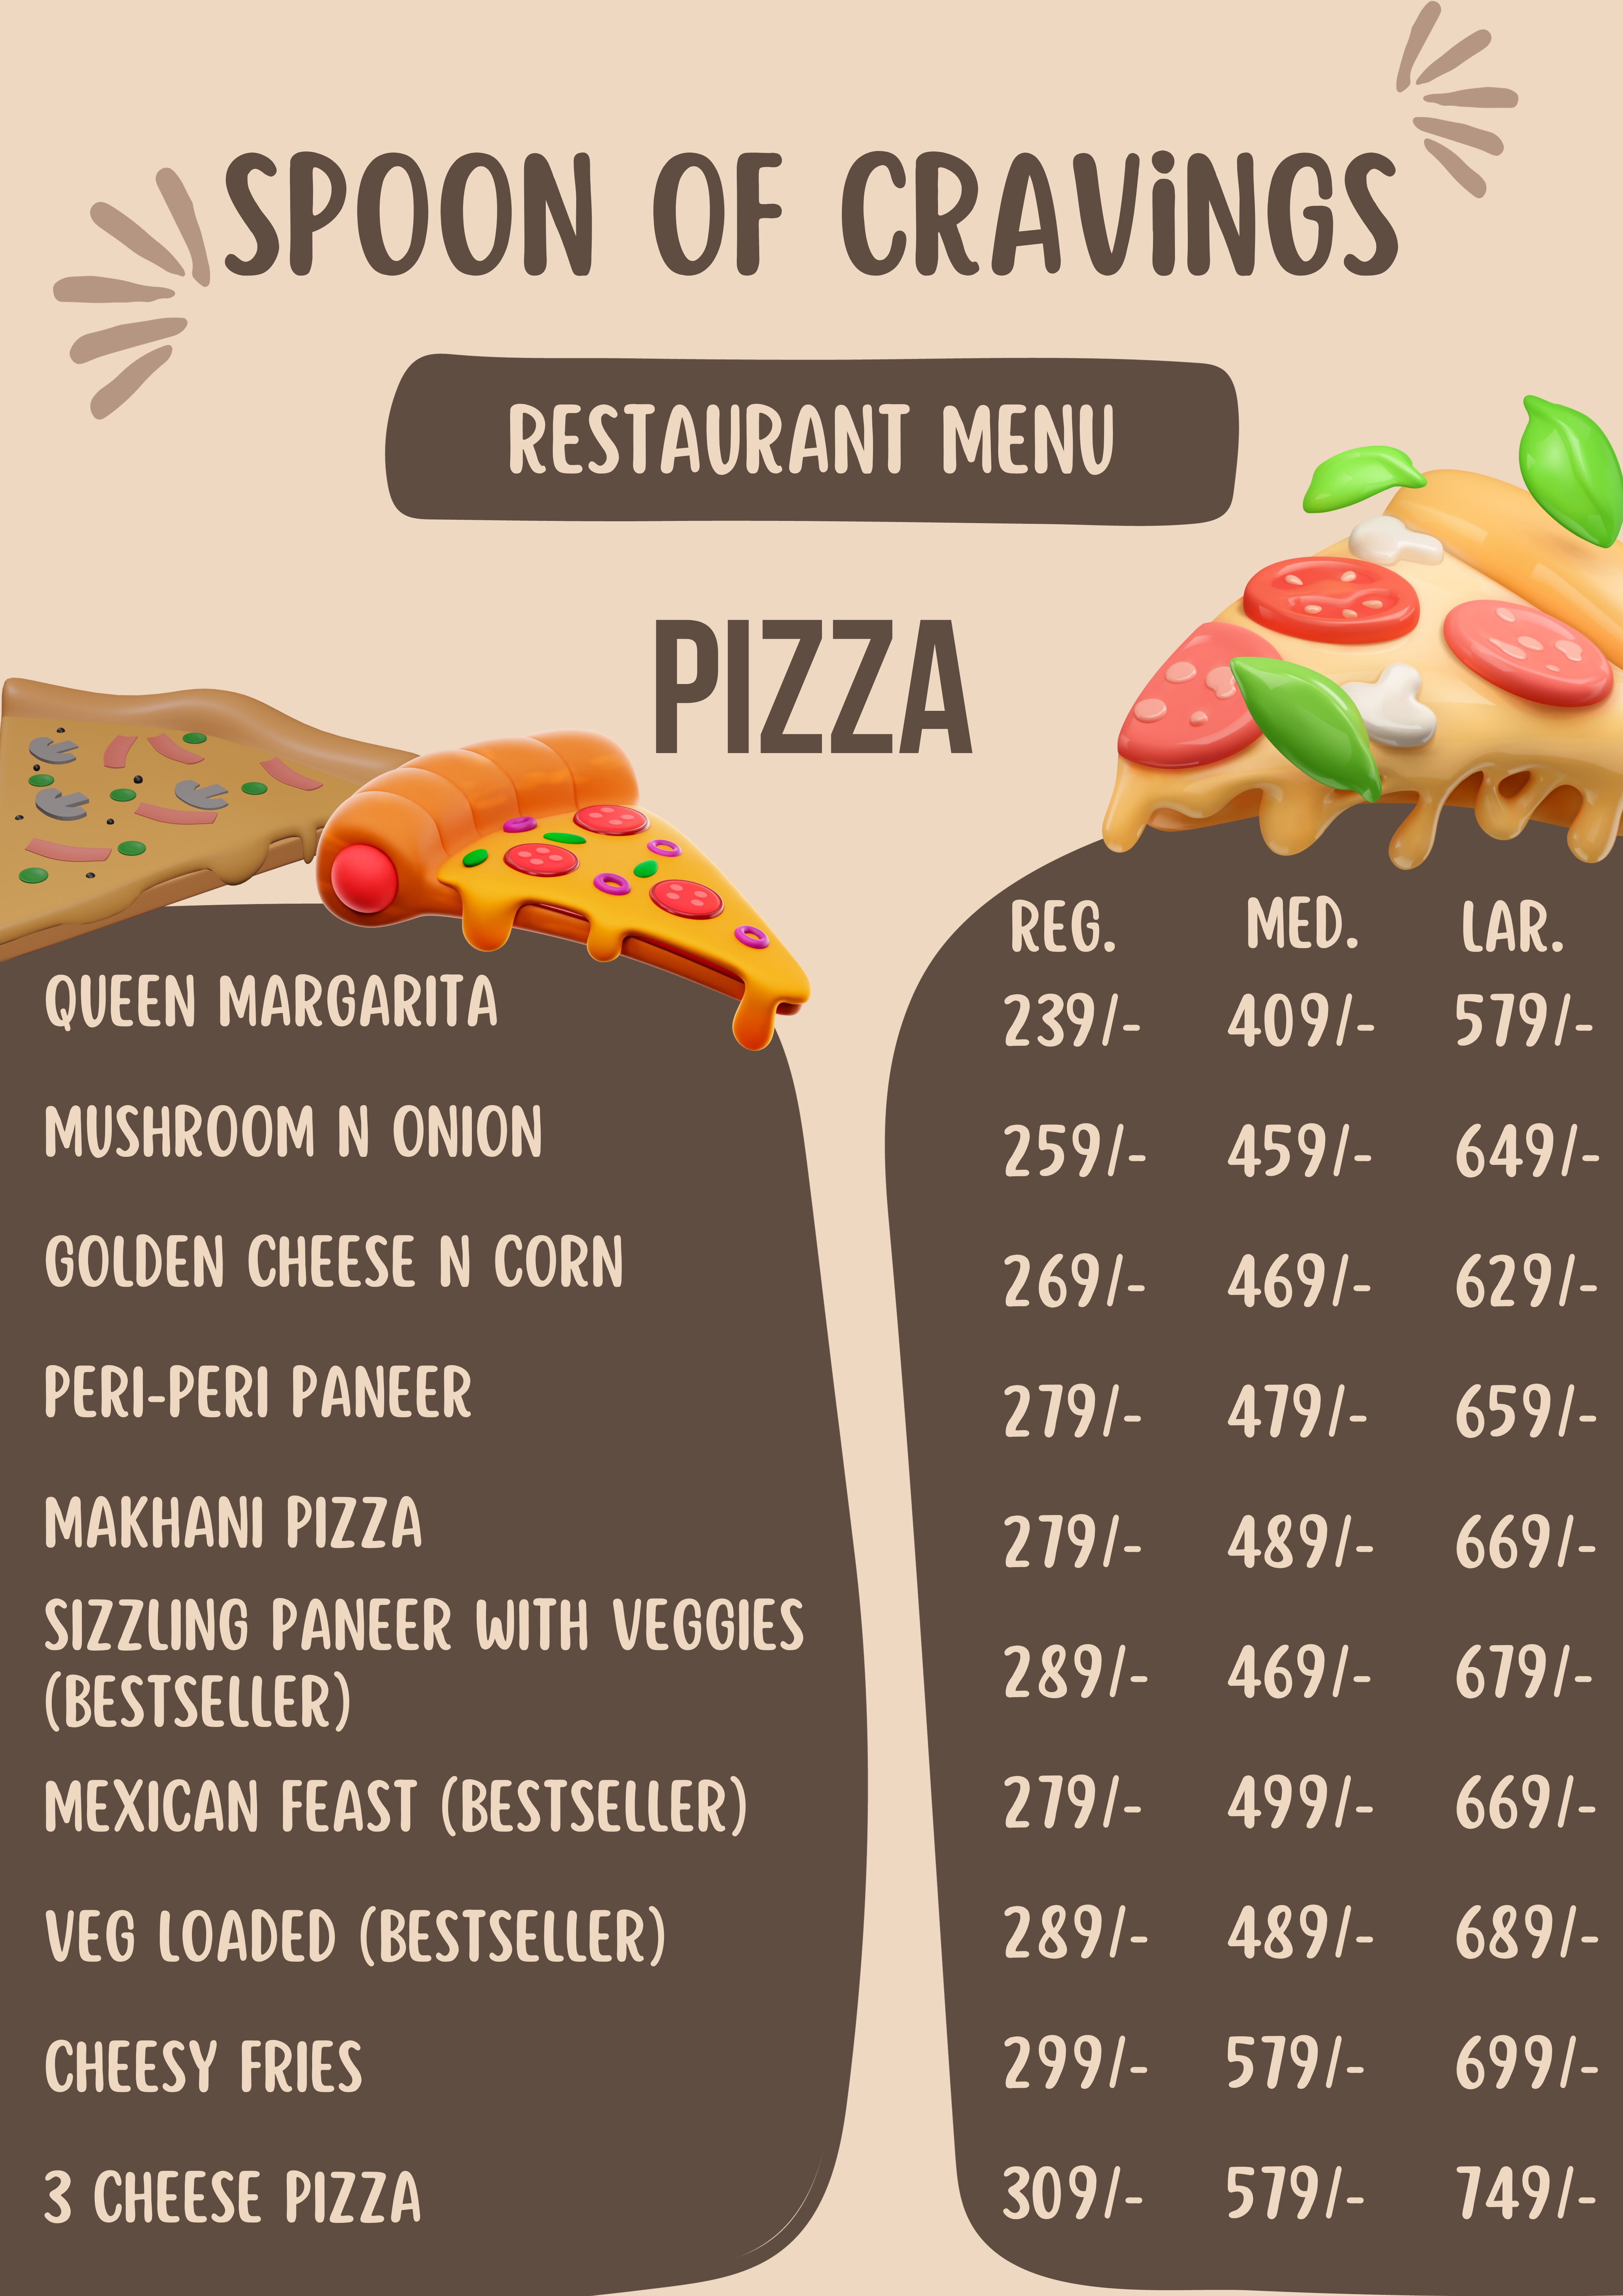 SPOON OF CRAViNGS
RESTAURANT MENU
PIZZA
REG. MED. LAR.
QUEEN MARGARITA 239/- 409/- 579/-
MUSHROOM N ONION 259/- 459/- 649/-
GOLDEN CHEESE N CORN 269/- 469/- 629/-
PERI-PERI PANEER 279/- 479/- 659/-
MAKHANI PIZZA 279/- 489/- 669/-
SIZZLING PANEER WITH VEGGIES
(BESTSELLER) 289/- 469/- 679/-
MEXICAN FEAST (BESTSELLER) 279/- 499/- 669/-
VEG LOADED (BESTSELLER) 289/- 489/- 689/-
CHEESY FRIES 299/- 579/- 699/-
3 CHEESE PIZZA 309/- 579/- 749/-